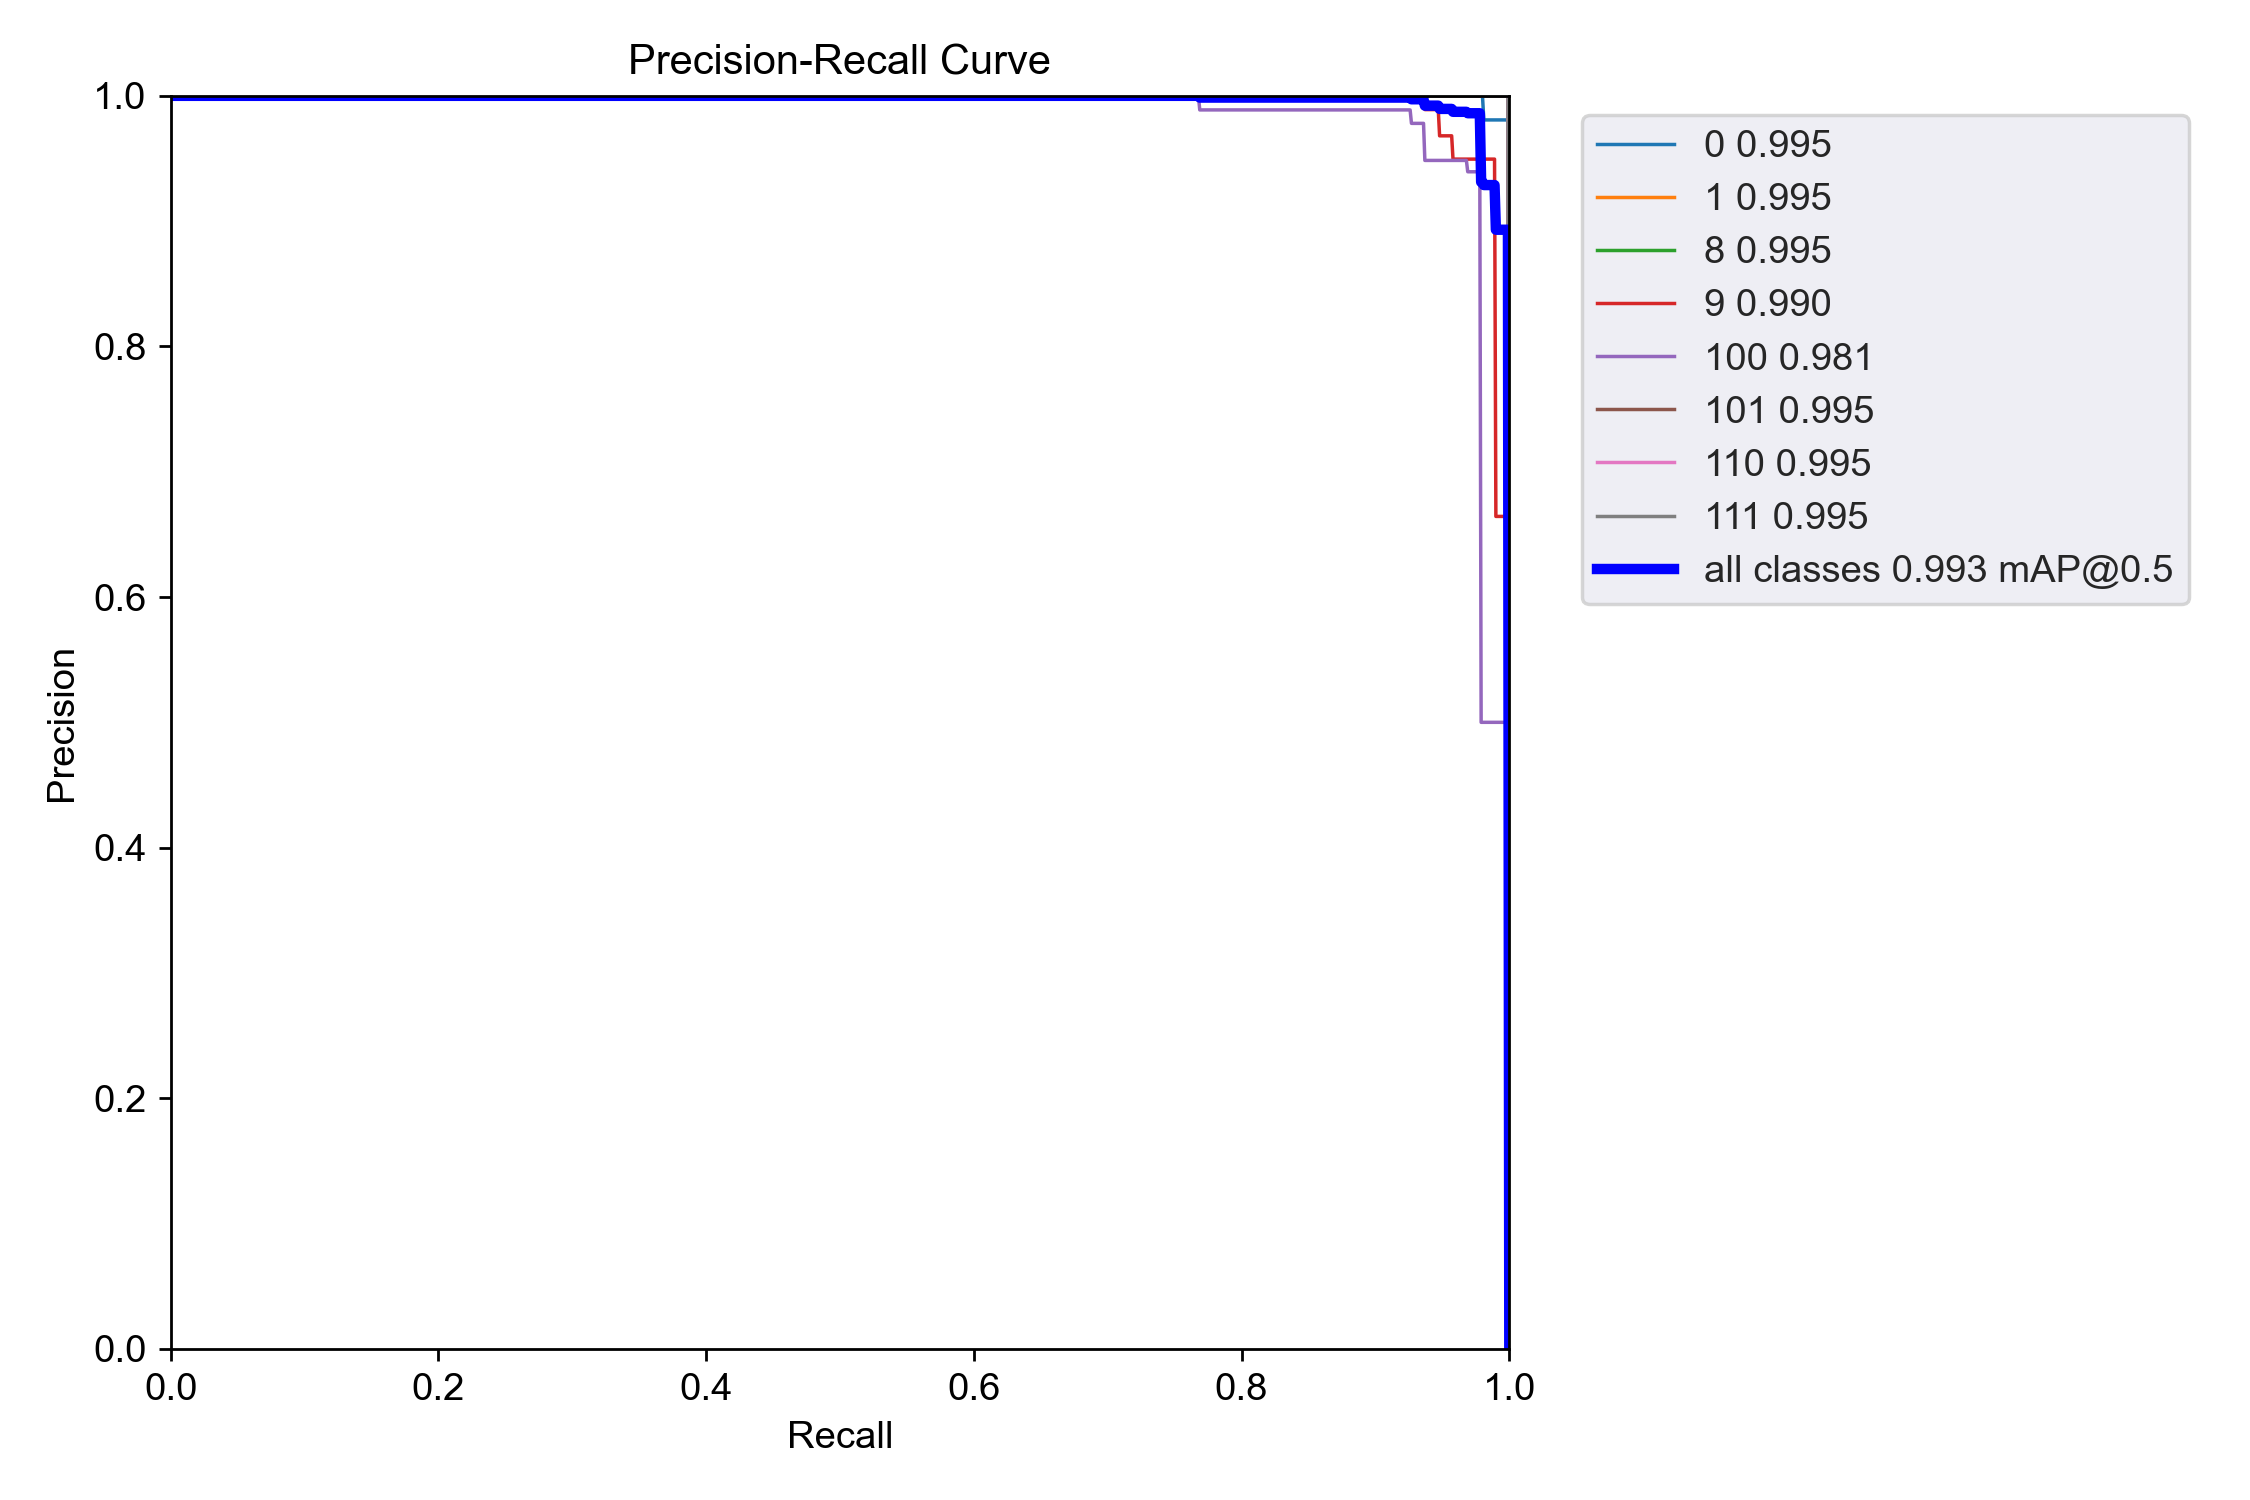 Precision-Recall Curve
1.0
0.8
0.6
0.4
0.2
0.0
Precision
0.0 0.2 0.4 0.6 0.8 1.0
Recall
0 0.995
1 0.995
8 0.995
9 0.990
100 0.981
101 0.995
110 0.995
111 0.995
all classes 0.993 mAP@0.5